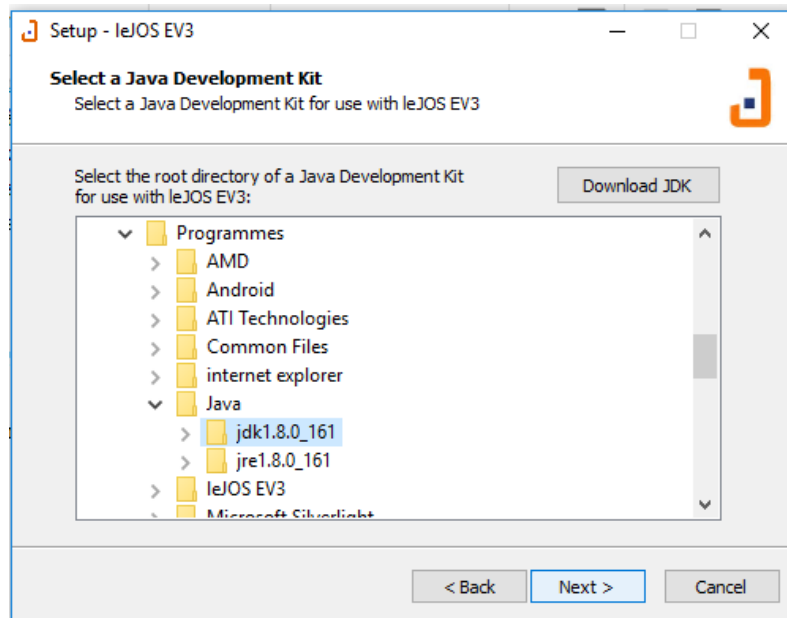 Setup - leJOS EV3
Select a Java Development Kit
Select a Java Development Kit for use with leJOS EV3
Select the root directory of a Java Development Kit
for use with leJOS EV3:
Download JDK
Programmes
AMD
Android
ATI Technologies
Common Files
internet explorer
Java
jdk1.8.0_161
jre1.8.0_161
leJOS EV3
Microsoft Silverlight
< Back
Next >
Cancel